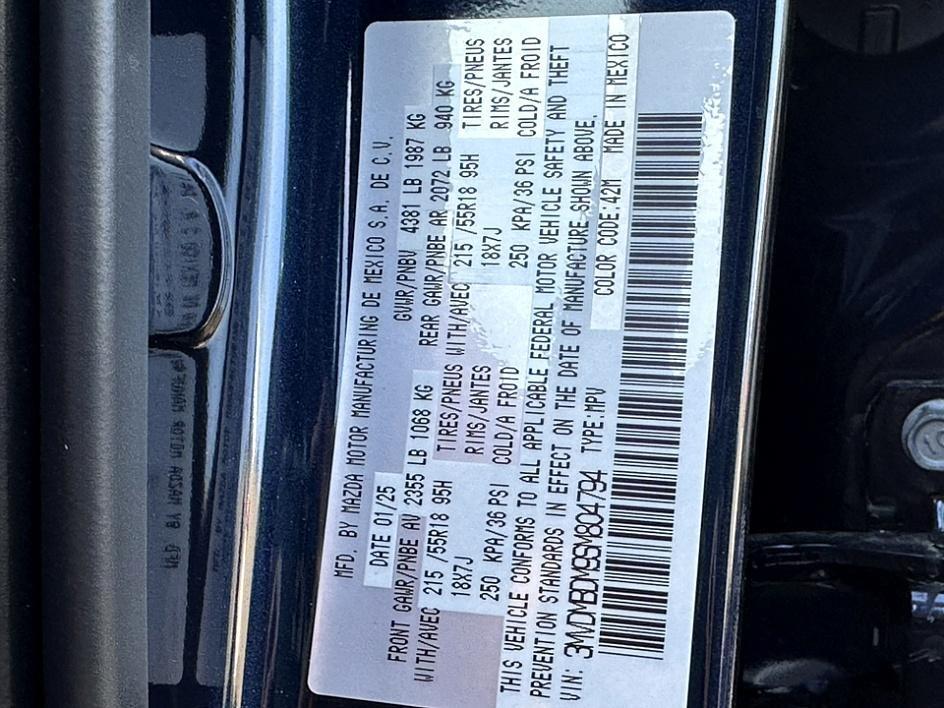 MFD. BY MAZDA MOTOR MANUFACTURING DE MEXICO S.A. DE C.V.
DATE 01/25 GVWR/PNBV 4381 LB 1987 KG
FRONT GAWR/PNBE AV 2355 LB 1068 KG REAR GAWR/PNBE AR 2072 LB 940 KG
WITH/AVEC 215 /55R18 95H TIRES/PNEUS WITH/AVEC 215 /55R18 95H TIRES/PNEUS
18X7J RIMS/JANTES 18X7J RIMS/JANTES
250 KPA/36 PSI COLD/A FROID 250 KPA/36 PSI COLD/A FROID
THIS VEHICLE CONFORMS TO ALL APPLICABLE FEDERAL MOTOR VEHICLE SAFETY AND THEFT
PREVENTION STANDARDS IN EFFECT ON THE DATE OF MANUFACTURE SHOWN ABOVE.
VIN: 3MVDMBDM9SM804794 TYPE:MPV COLOR CODE:42M MADE IN MEXICO